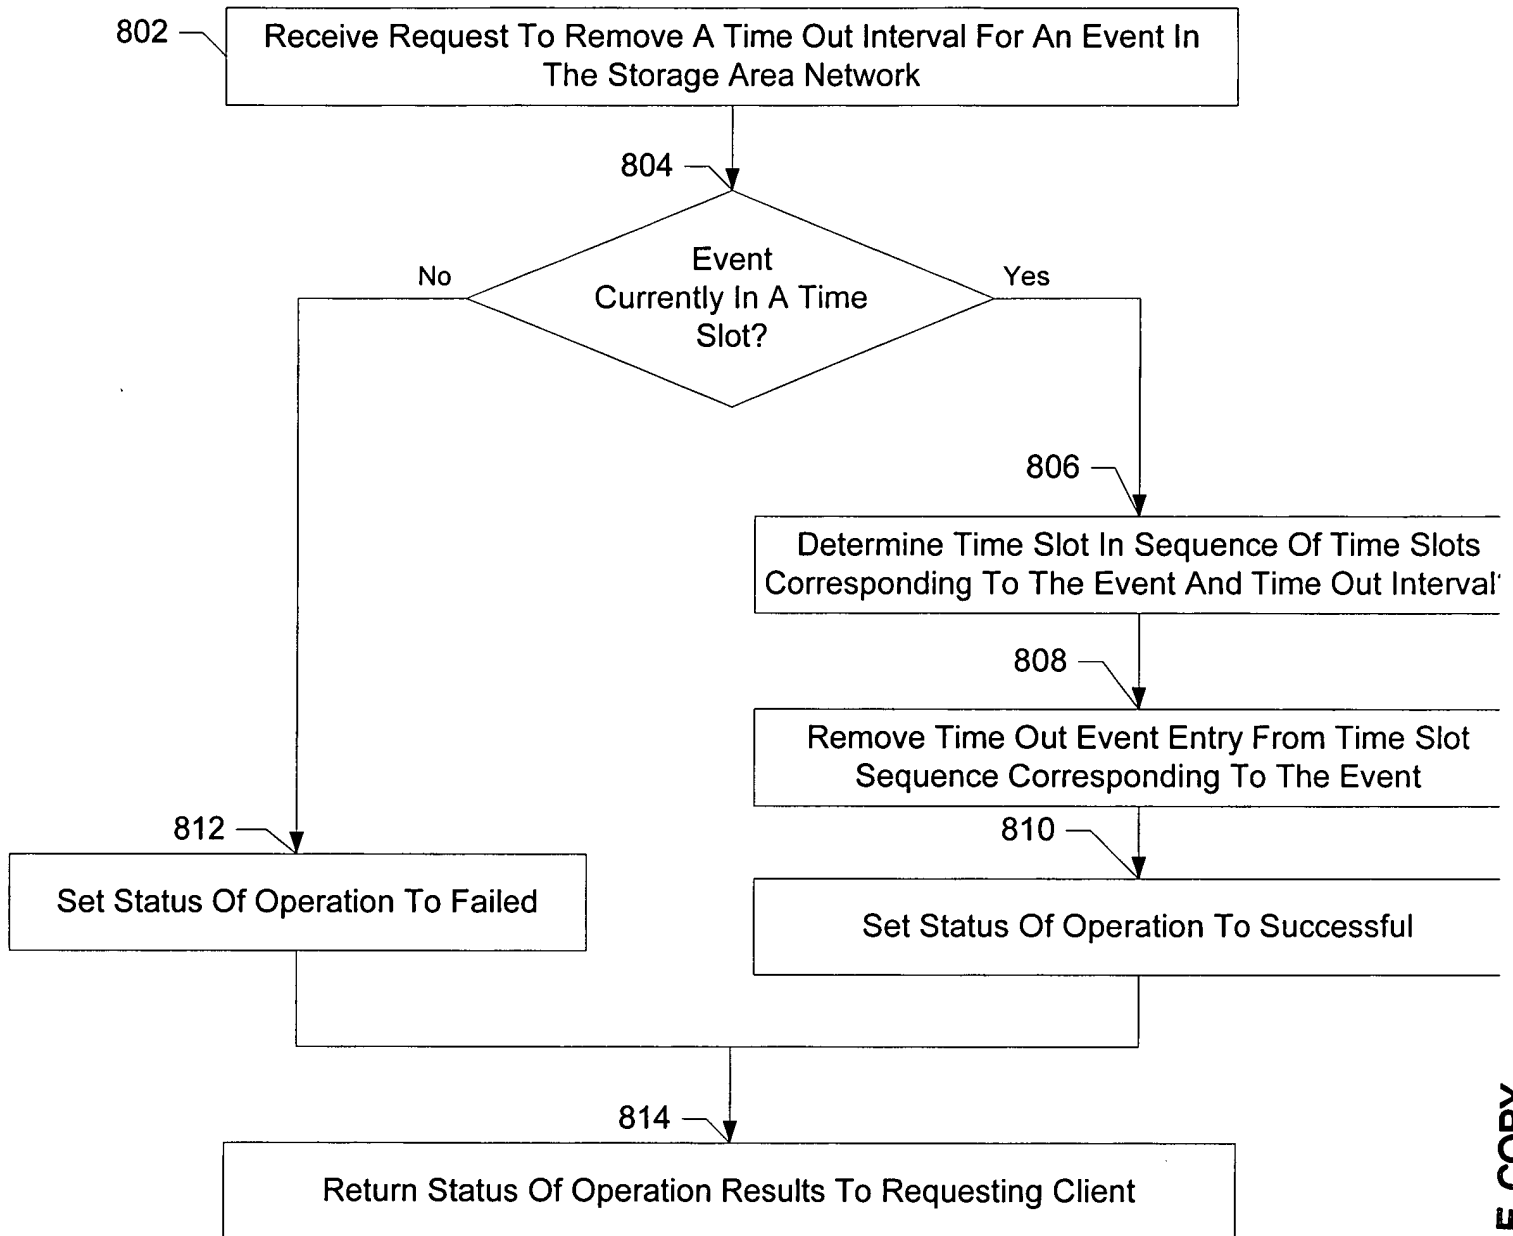 802
Receive Request To Remove A Time Out Interval For An Event In
The Storage Area Network
804
Event
Currently In A Time
Slot?
No
Yes
806
Determine Time Slot In Sequence Of Time Slots
Corresponding To The Event And Time Out Interval
808
Remove Time Out Event Entry From Time Slot
Sequence Corresponding To The Event
812
810
Set Status Of Operation To Failed
Set Status Of Operation To Successful
814
Return Status Of Operation Results To Requesting Client
COPY